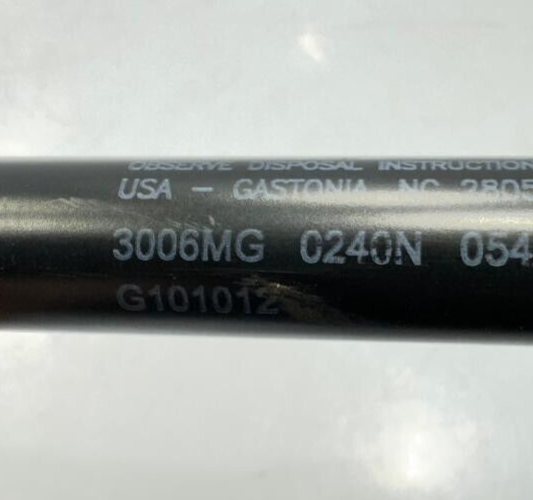 OBSERVE DISPOSAL INSTRUCTION
USA - GASTONIA NC 2805
3006MG 0240N 054
G101012